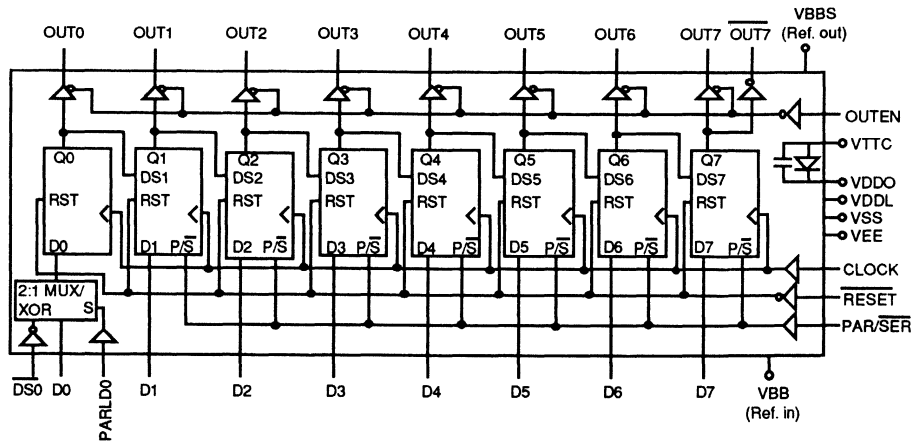 VBBS
OUT0 OUT1 OUT2 OUT3 OUT4 OUT5 OUT6 OUT7 OUT7 (Ref. out)
OUTEN
VTTC
Q0 Q1 Q2 Q3 Q4 Q5 Q6 Q7
DS1 DS2 DS3 DS4 DS5 DS6 DS7
VDDO
RST RST RST RST RST RST RST RST
VDDL
VSS
VEE
D0 D1 P/S D2 P/S D3 P/S D4 P/S D5 P/S D6 P/S D7 P/S
CLOCK
2:1 MUX/
XOR S
RESET
PAR/SER
DS0 D0 PARLD0 D1 D2 D3 D4 D5 D6 D7 VBB
(Ref. in)